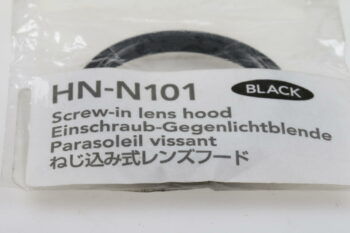 HN-N101 BLACK
Screw-in lens hood
Einschraub-Gegenlichtblende
Parasoleil vissant
ねじ込み式レンズフード